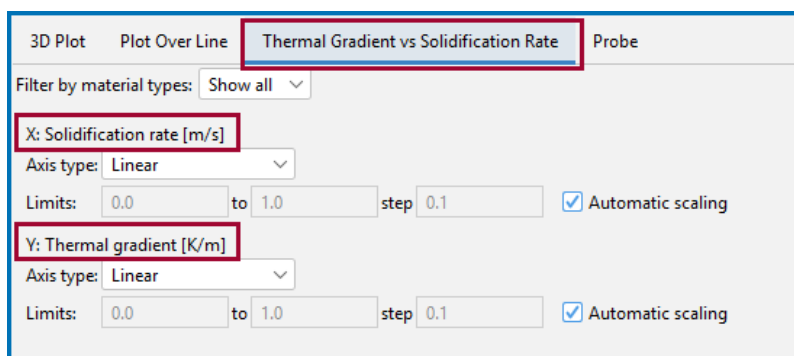 3D Plot Plot Over Line Thermal Gradient vs Solidification Rate Probe
Filter by material types: Show all
X: Solidification rate [m/s]
Axis type: Linear
Limits: 0.0 to 1.0 step 0.1 Automatic scaling
Y: Thermal gradient [K/m]
Axis type: Linear
Limits: 0.0 to 1.0 step 0.1 Automatic scaling